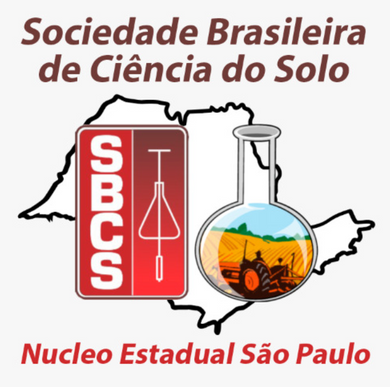 Sociedade Brasileira
de Ciência do Solo
SBCS
Nucleo Estadual São Paulo